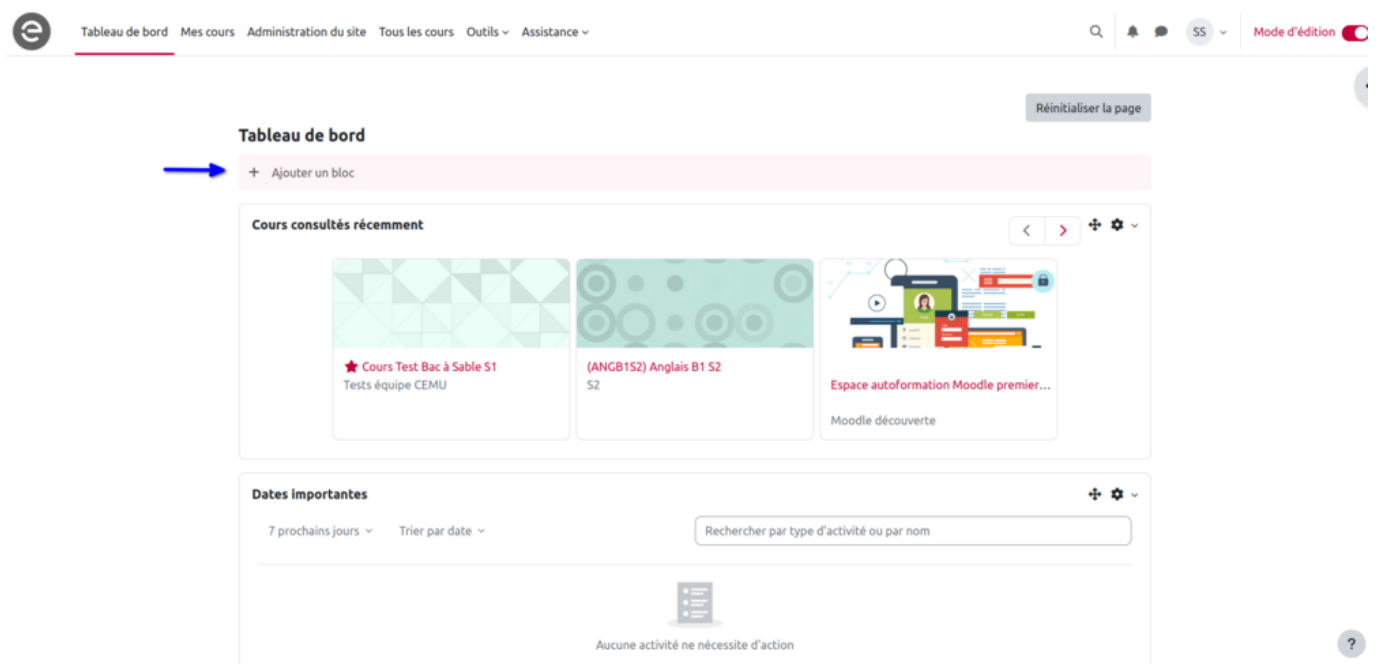 e
Tableau de bord Mes cours Administration du site Tous les cours Outils Assistance
SS
Mode d'édition
Réinitialiser la page
Tableau de bord
+ Ajouter un bloc
Cours consultés récemment
Cours Test Bac à Sable S1
Tests équipe CEMU
(ANGB1S2) Anglais B1 S2
S2
Espace autoformation Moodle premier...
Moodle découverte
Dates importantes
7 prochains jours Trier par date
Rechercher par type d'activité ou par nom
Aucune activité ne nécessite d'action
?